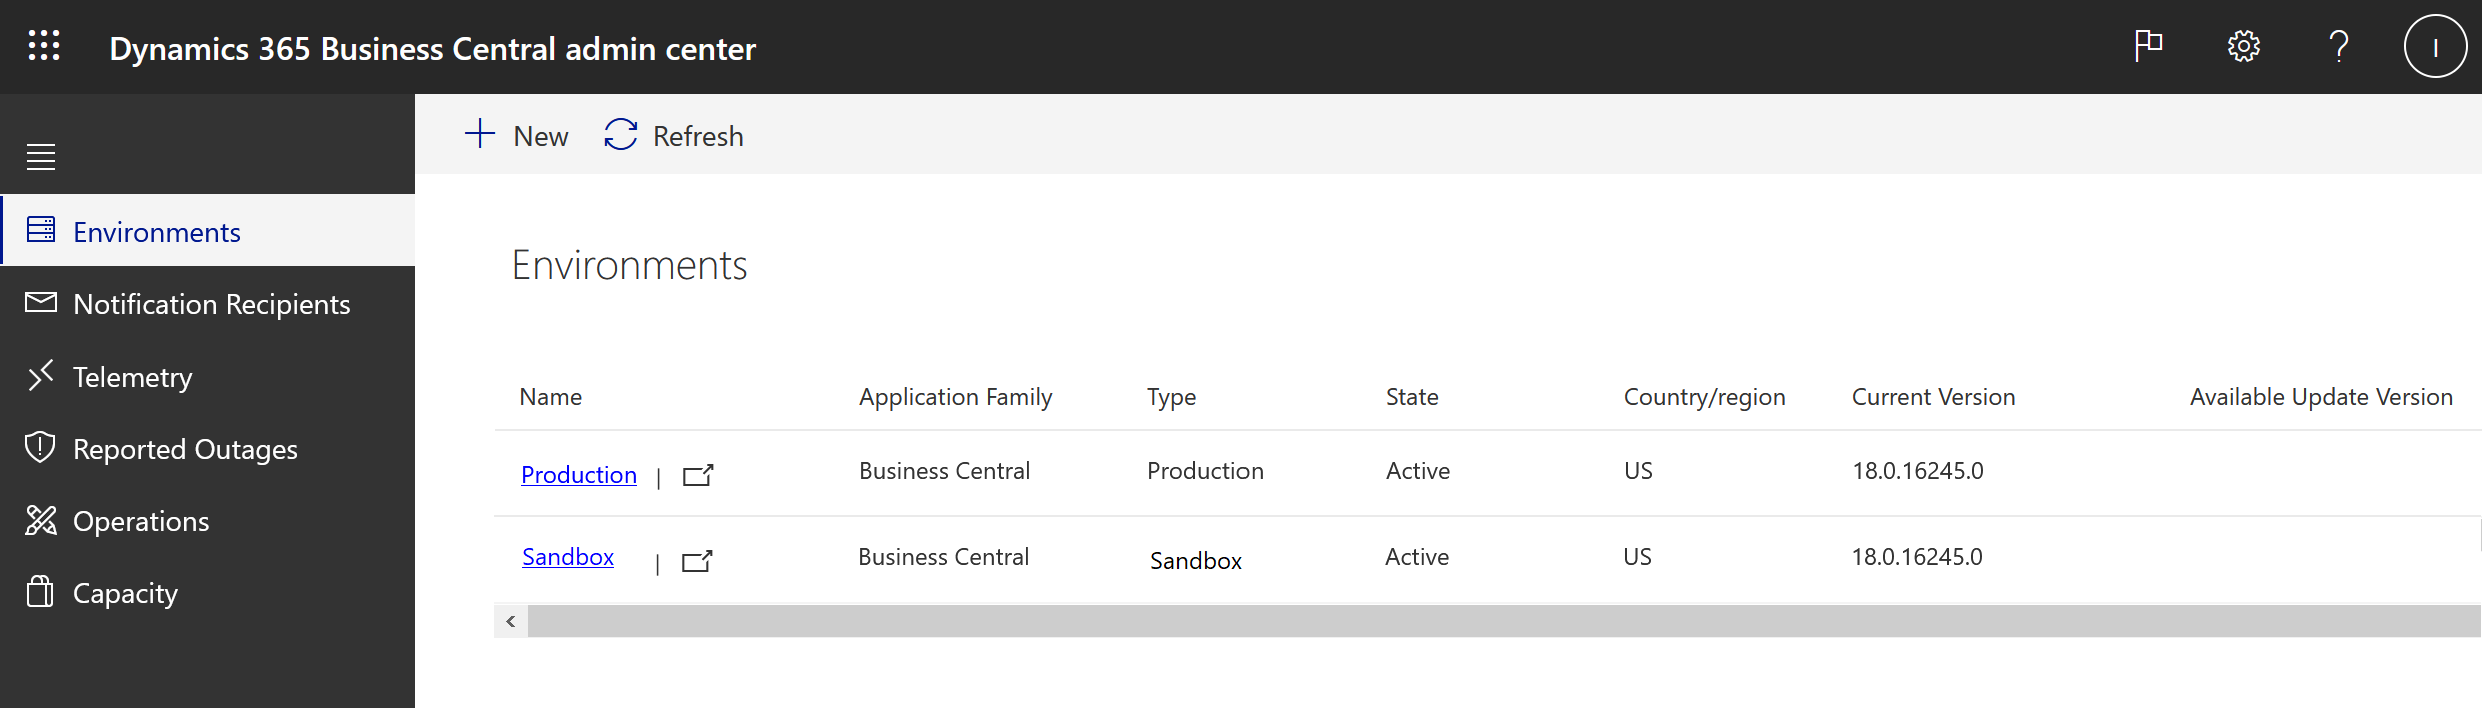 Dynamics 365 Business Central admin center
I
New Refresh
Environments
Notification Recipients
Telemetry
Reported Outages
Operations
Capacity
Environments
Name Application Family Type State Country/region Current Version Available Update Version
Production | Business Central Production Active US 18.0.16245.0
Sandbox | Business Central Sandbox Active US 18.0.16245.0